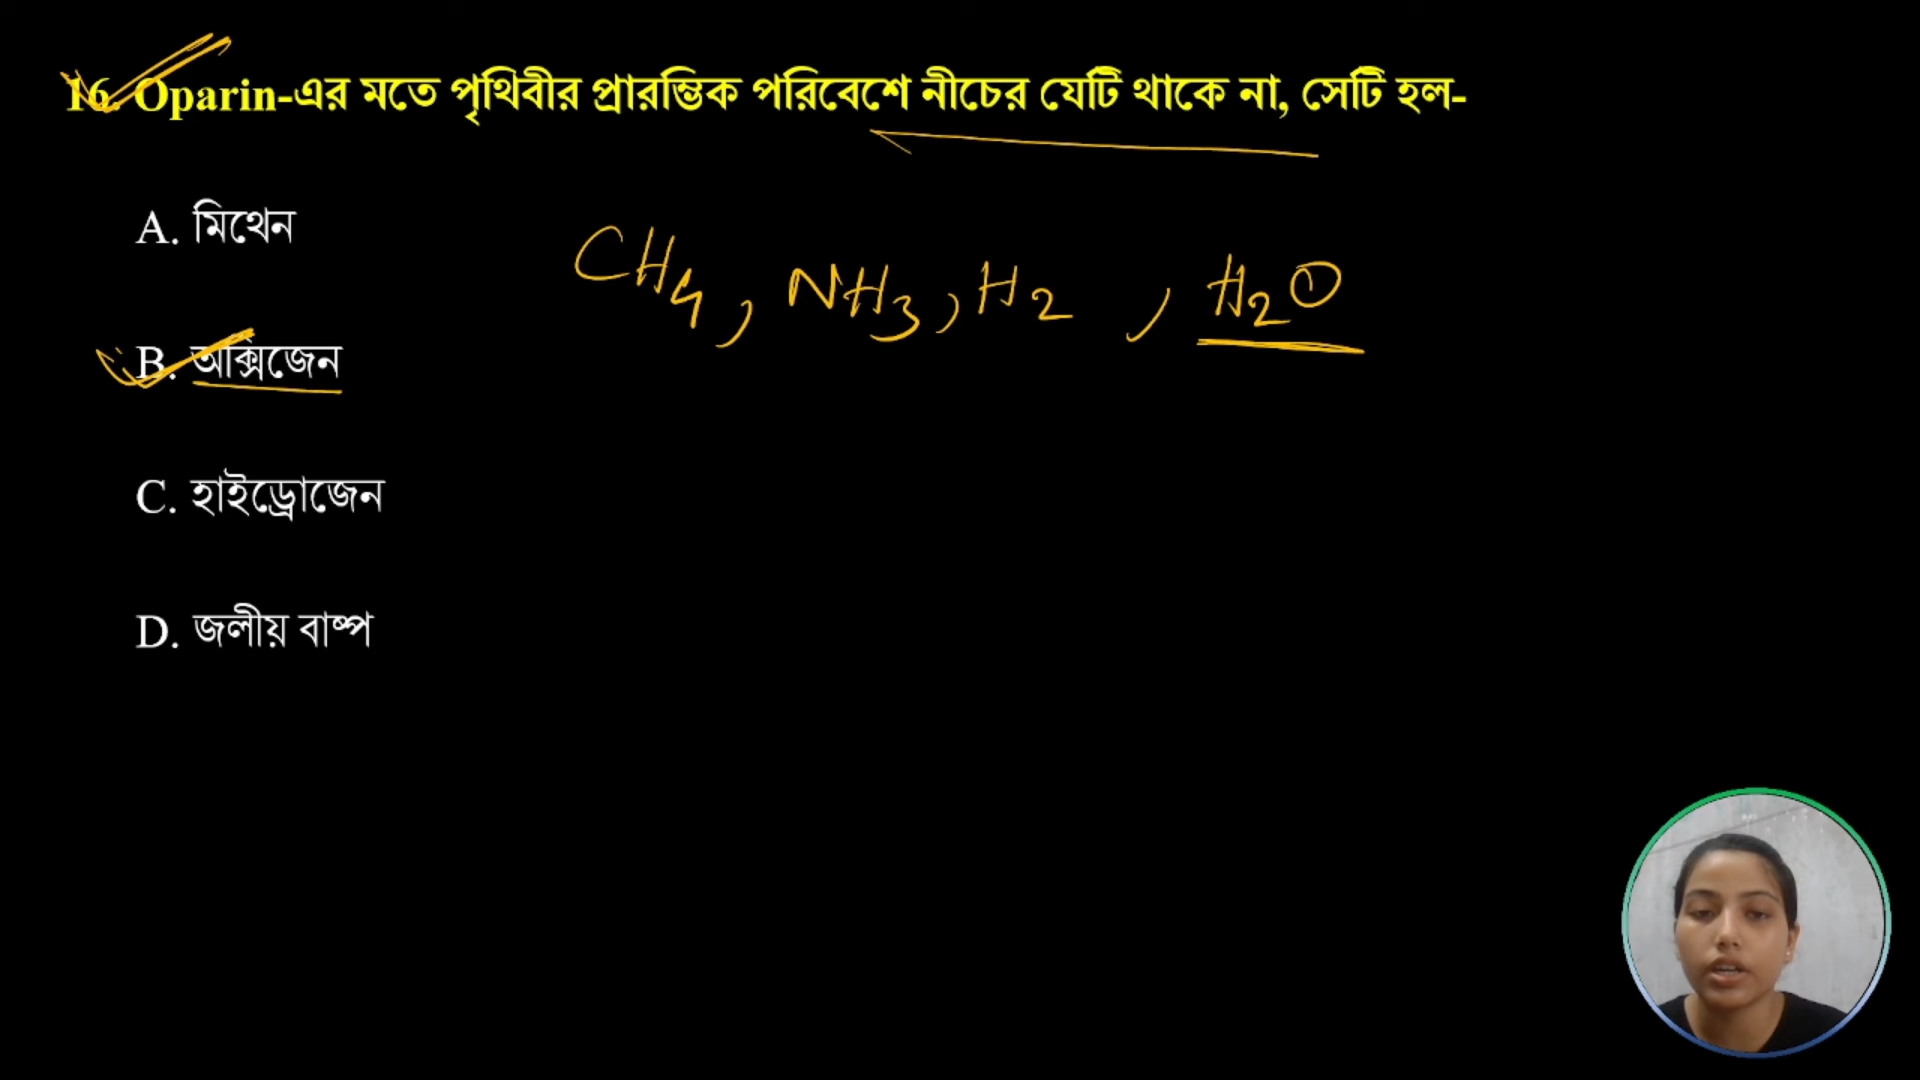 16. Oparin-এর মতে পৃথিবীর প্রারম্ভিক পরিবেশে নীচের যেটি থাকে না, সেটি হল-
A. মিথেন
CH4, NH3, H2, H2O
B. অক্সিজেন
C. হাইড্রোজেন
D. জলীয় বাষ্প